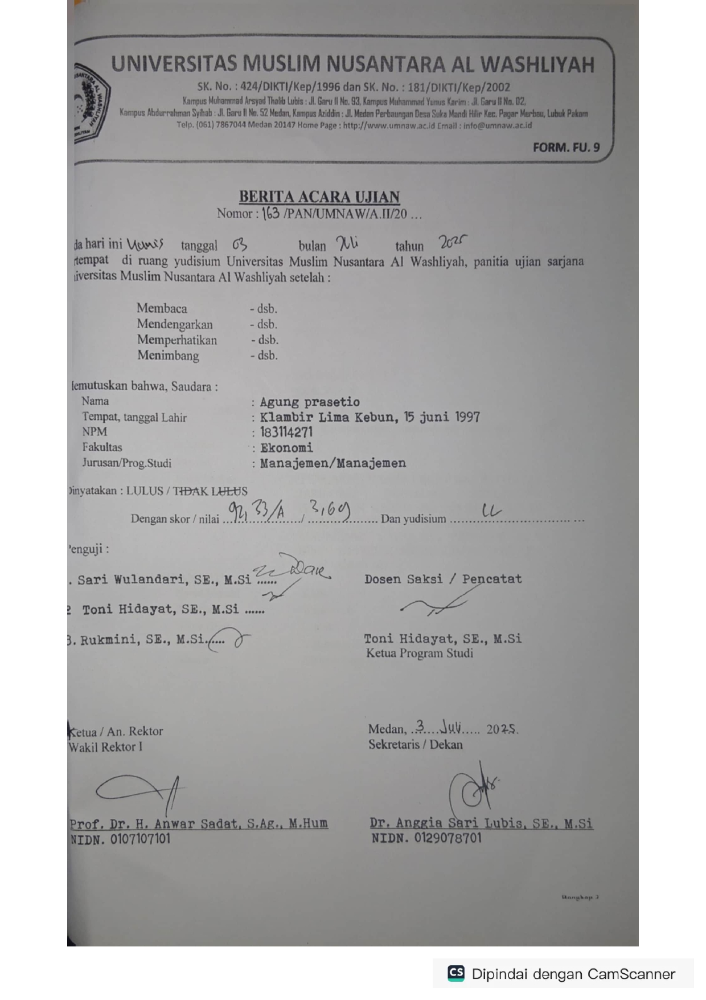 UNIVERSITAS MUSLIM NUSANTARA AL WASHLIYAH
SK. No. : 424/DIKTI/Kep/1996 dan SK. No. : 181/DIKTI/Kep/2002
Kampus Muhammad Arsyad Thalib Lubis : Jl. Garu II No. 93, Kampus Muhammad Yunus Karim : Jl. Garu II No. 02,
Kampus Abdurrahman Syihab : Jl. Garu II No. 52 Medan, Kampus Aziddin : Jl. Medan Perbaungan Desa Suka Mandi Hilir Kec. Pagar Merbau, Lubuk Pakam
Telp. (061) 7867044 Medan 20147 Home Page : http://www.umnaw.ac.id Email : info@umnaw.ac.id
FORM. FU. 9
BERITA ACARA UJIAN
Nomor : 163 /PAN/UMNAW/A.II/20 ...
da hari ini Kamis tanggal 03 bulan Juli tahun 2025
rtempat di ruang yudisium Universitas Muslim Nusantara Al Washliyah, panitia ujian sarjana
iversitas Muslim Nusantara Al Washliyah setelah :
Membaca - dsb.
Mendengarkan - dsb.
Memperhatikan - dsb.
Menimbang - dsb.
emutuskan bahwa, Saudara :
Nama : Agung prasetio
Tempat, tanggal Lahir : Klambir Lima Kebun, 15 juni 1997
NPM : 183114271
Fakultas : Ekonomi
Jurusan/Prog.Studi : Manajemen/Manajemen
Dinyatakan : LULUS / TIDAK LULUS
Dengan skor / nilai ... 92,33/A ... / 3,69 ... Dan yudisium ...
Penguji :
. Sari Wulandari, SE., M.Si ...... Dosen Saksi / Pencatat
2 Toni Hidayat, SE., M.Si ......
3. Rukmini, SE., M.Si...... Toni Hidayat, SE., M.Si
Ketua Program Studi
Ketua / An. Rektor Medan, ..3....Juli..... 2025.
Wakil Rektor I Sekretaris / Dekan
Prof. Dr. H. Anwar Sadat, S.Ag., M.Hum Dr. Anggia Sari Lubis, SE., M.Si
NIDN. 0107107101 NIDN. 0129078701
Rangkap 3
CS Dipindai dengan CamScanner